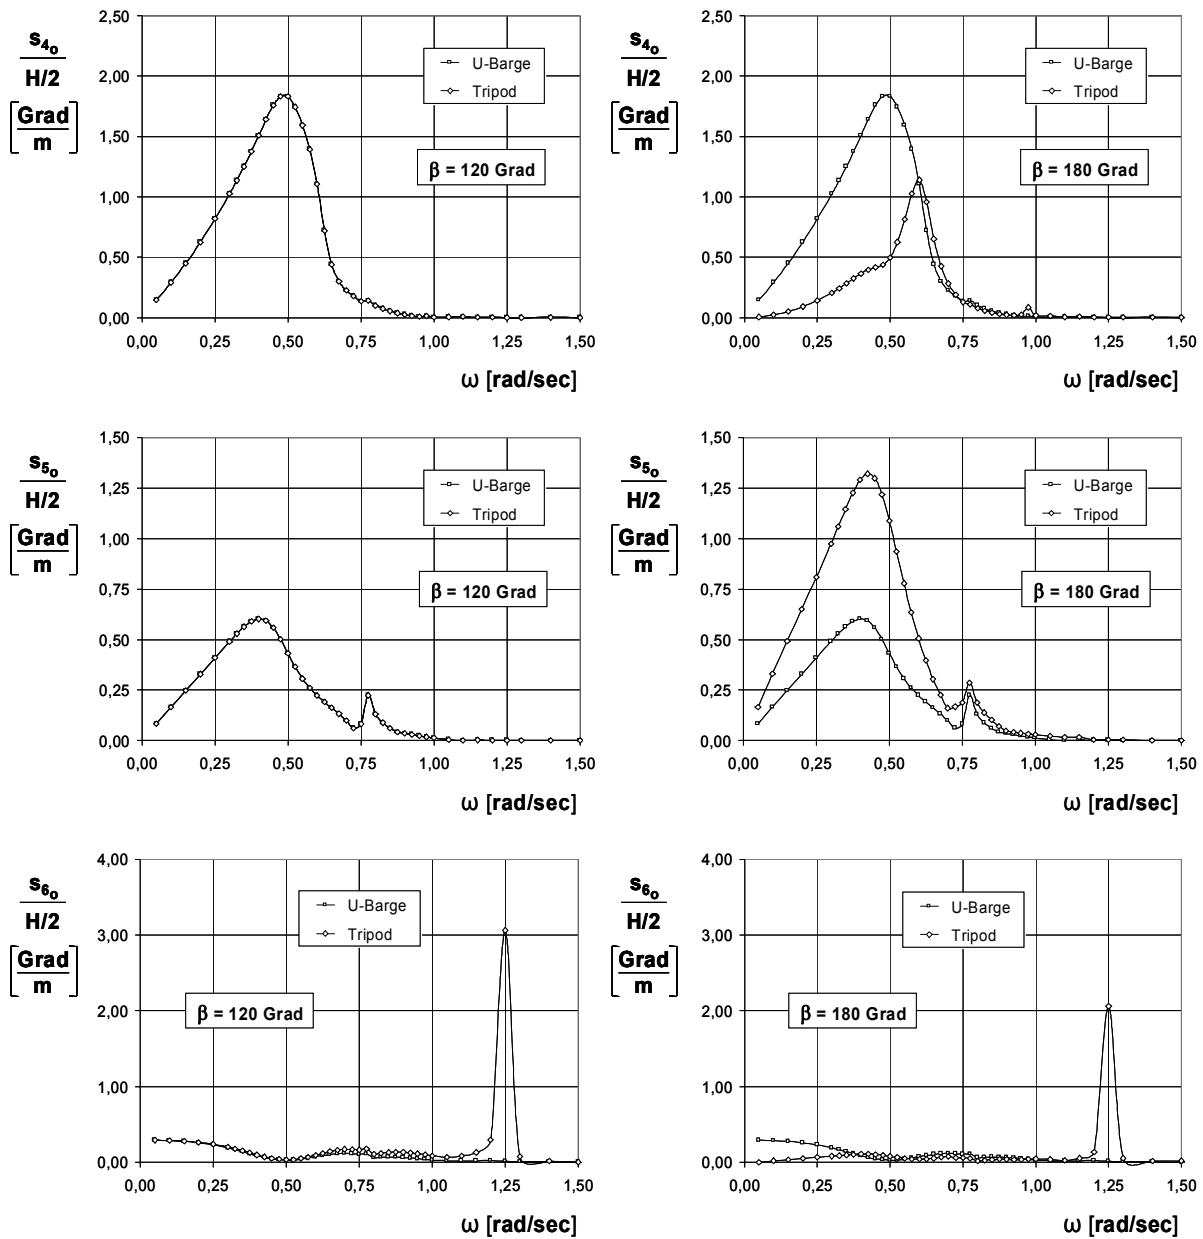 s4o
H/2
[Grad
m]
2,50
2,00
1,50
1,00
0,50
0,00
U-Barge
Tripod
β = 120 Grad
0,00 0,25 0,50 0,75 1,00 1,25 1,50
ω [rad/sec]
s4o
H/2
[Grad
m]
2,50
2,00
1,50
1,00
0,50
0,00
U-Barge
Tripod
β = 180 Grad
0,00 0,25 0,50 0,75 1,00 1,25 1,50
ω [rad/sec]
s5o
H/2
[Grad
m]
1,50
1,25
1,00
0,75
0,50
0,25
0,00
U-Barge
Tripod
β = 120 Grad
0,00 0,25 0,50 0,75 1,00 1,25 1,50
ω [rad/sec]
s5o
H/2
[Grad
m]
1,50
1,25
1,00
0,75
0,50
0,25
0,00
U-Barge
Tripod
β = 180 Grad
0,00 0,25 0,50 0,75 1,00 1,25 1,50
ω [rad/sec]
s6o
H/2
[Grad
m]
4,00
3,00
2,00
1,00
0,00
U-Barge
Tripod
β = 120 Grad
0,00 0,25 0,50 0,75 1,00 1,25 1,50
ω [rad/sec]
s6o
H/2
[Grad
m]
4,00
3,00
2,00
1,00
0,00
U-Barge
Tripod
β = 180 Grad
0,00 0,25 0,50 0,75 1,00 1,25 1,50
ω [rad/sec]